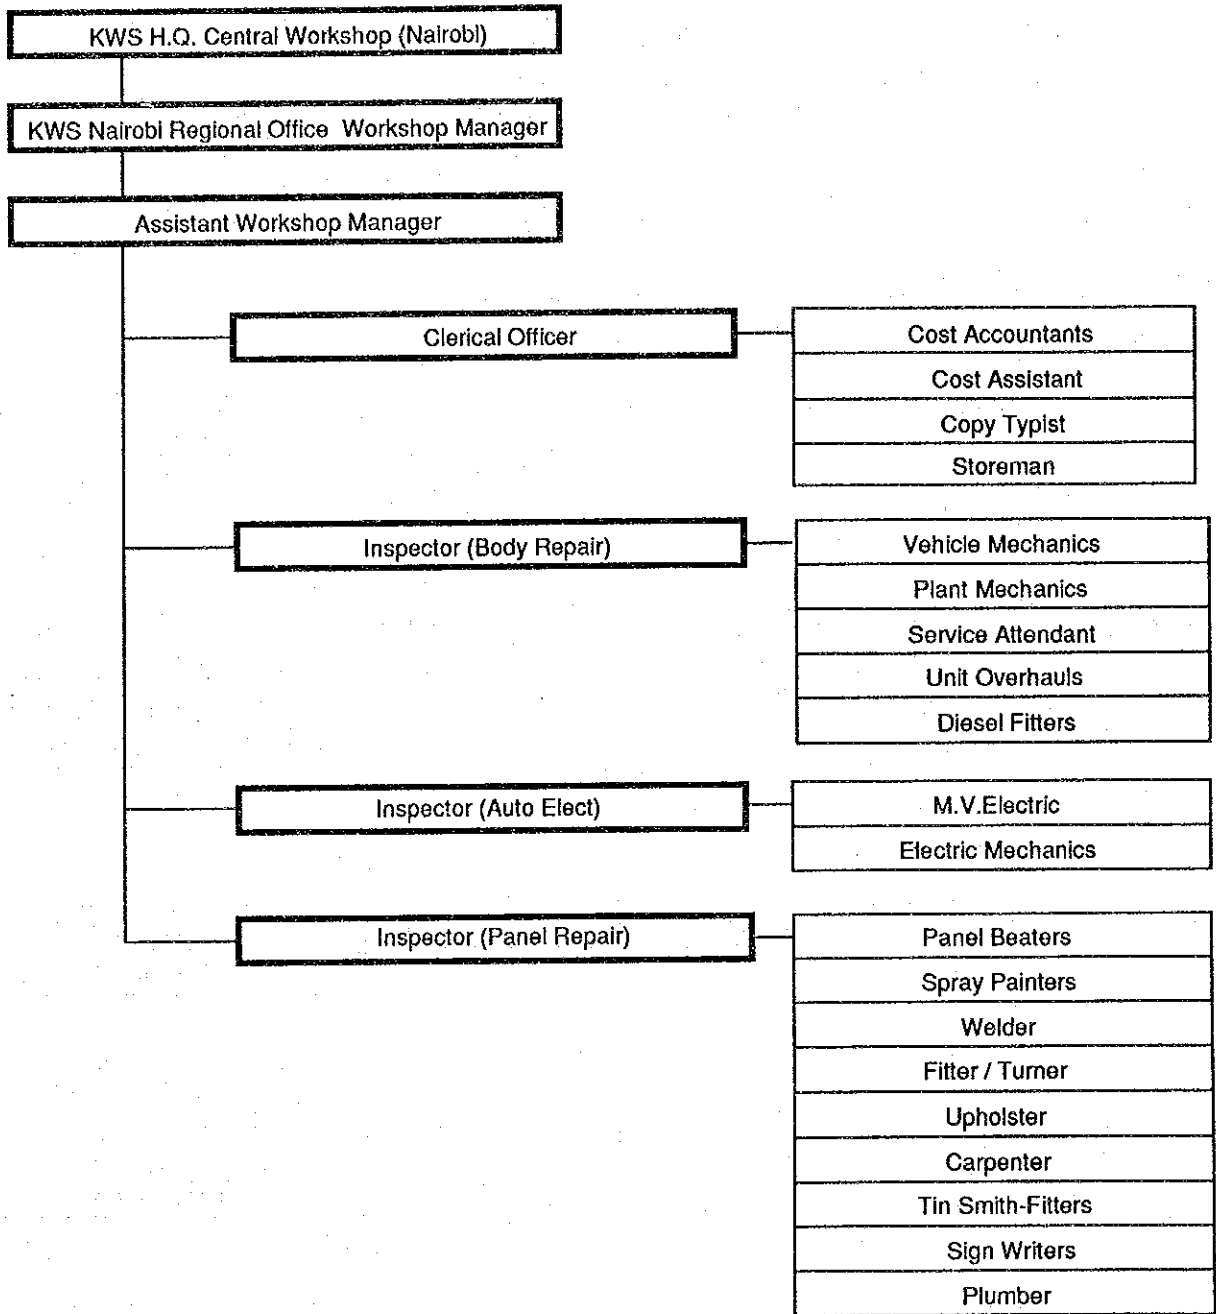 KWS H.Q. Central Workshop (Nairobi)
KWS Nairobi Regional Office Workshop Manager
Assistant Workshop Manager
Clerical Officer
Cost Accountants
Cost Assistant
Copy Typist
Storeman
Inspector (Body Repair)
Vehicle Mechanics
Plant Mechanics
Service Attendant
Unit Overhauls
Diesel Fitters
Inspector (Auto Elect)
M.V.Electric
Electric Mechanics
Inspector (Panel Repair)
Panel Beaters
Spray Painters
Welder
Fitter / Turner
Upholster
Carpenter
Tin Smith-Fitters
Sign Writers
Plumber